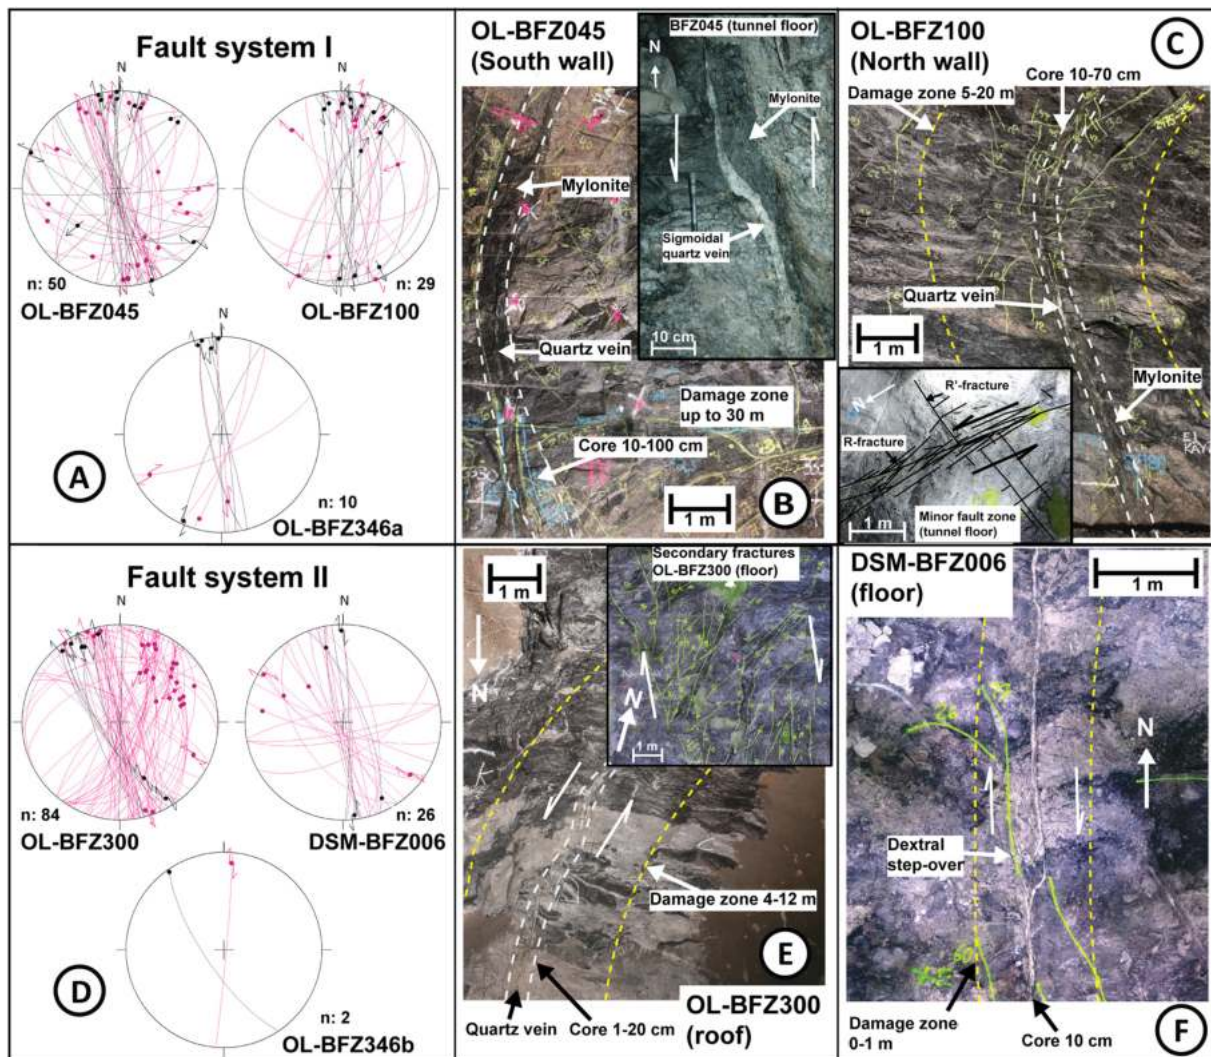 Fault system I
N
N
n: 50
OL-BFZ045
n: 29
OL-BFZ100
n: 10
OL-BFZ346a
A
OL-BFZ045
(South wall)
BFZ045 (tunnel floor)
N
Mylonite
Mylonite
Sigmoidal
quartz vein
10 cm
Quartz vein
Damage zone
up to 30 m
Core 10-100 cm
1 m
B
OL-BFZ100
(North wall)
C
Core 10-70 cm
Damage zone 5-20 m
Quartz vein
1 m
Mylonite
N
R'-fracture
R-fracture
Minor fault zone
(tunnel floor)
1 m
Fault system II
N
N
n: 84
OL-BFZ300
n: 26
DSM-BFZ006
n: 2
OL-BFZ346b
D
1 m
N
Secondary fractures
OL-BFZ300 (floor)
N
1 m
Damage zone 4-12 m
E
Quartz vein
Core 1-20 cm
OL-BFZ300
(roof)
DSM-BFZ006
(floor)
1 m
N
Dextral
step-over
Damage zone
0-1 m
Core 10 cm
F